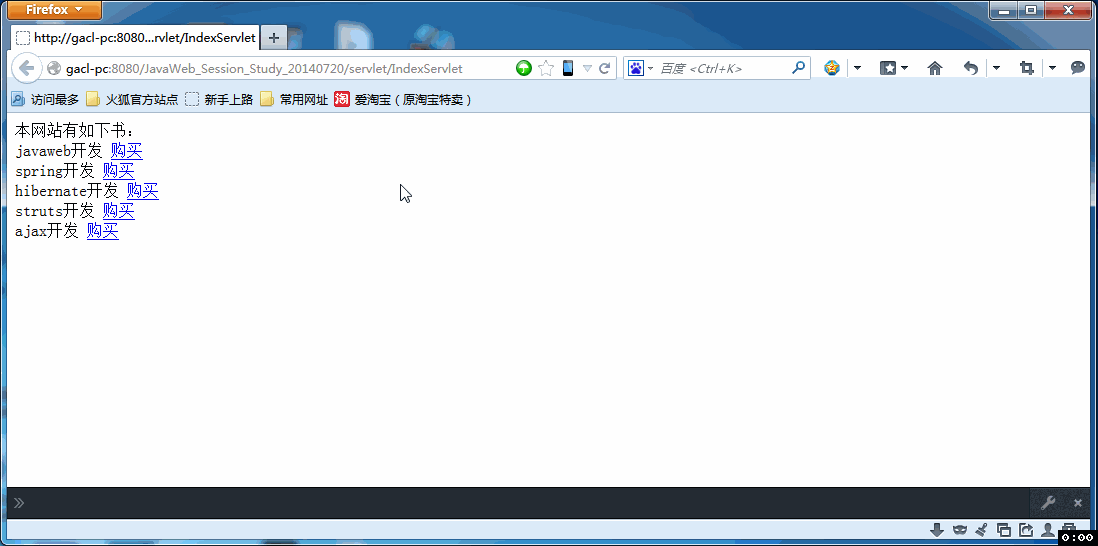 Firefox
http://gacl-pc:8080...rvlet/IndexServlet
gacl-pc:8080/JavaWeb_Session_Study_20140720/servlet/IndexServlet
百度 <Ctrl+K>
访问最多 火狐官方站点 新手上路 常用网址 淘 爱淘宝（原淘宝特卖）
本网站有如下书：
javaweb开发 购买
spring开发 购买
hibernate开发 购买
struts开发 购买
ajax开发 购买
0:00